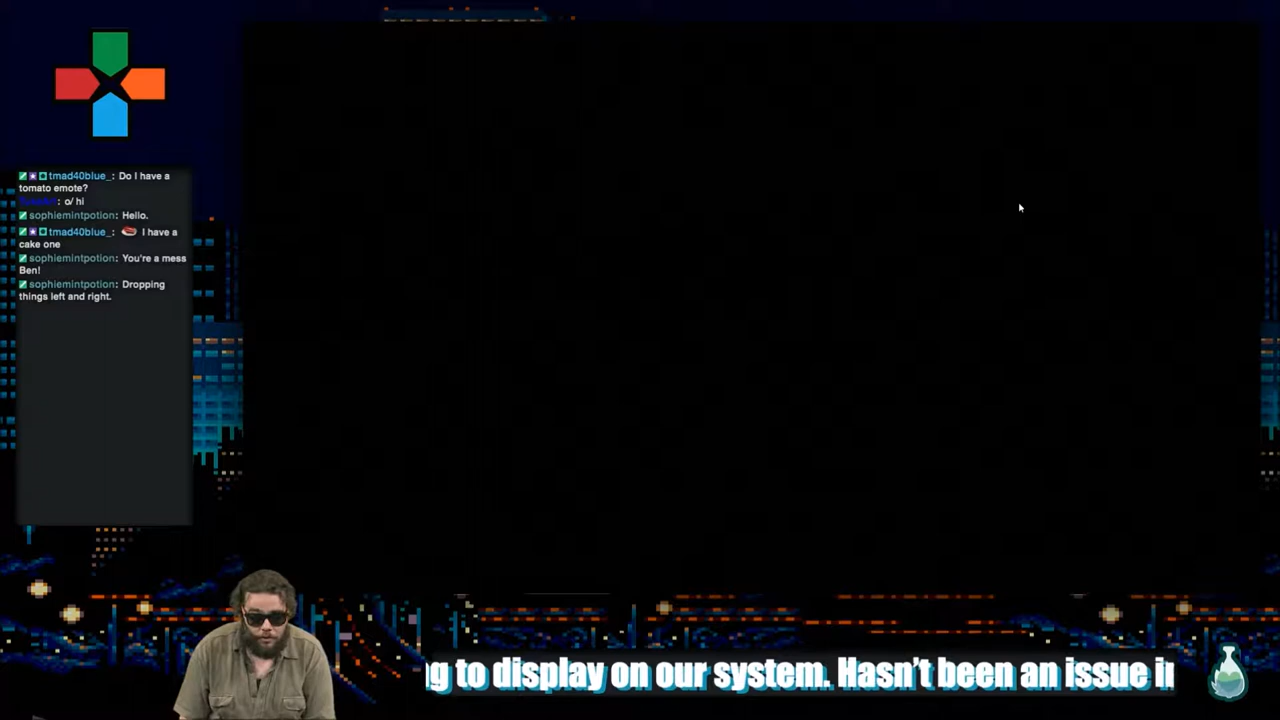 tmad40blue_: Do I have a
tomato emote?
: o/ hi
sophiemintpotion: Hello.
tmad40blue_: I have a
cake one
sophiemintpotion: You're a mess
Ben!
sophiemintpotion: Dropping
things left and right.
to display on our system. Hasn't been an issue